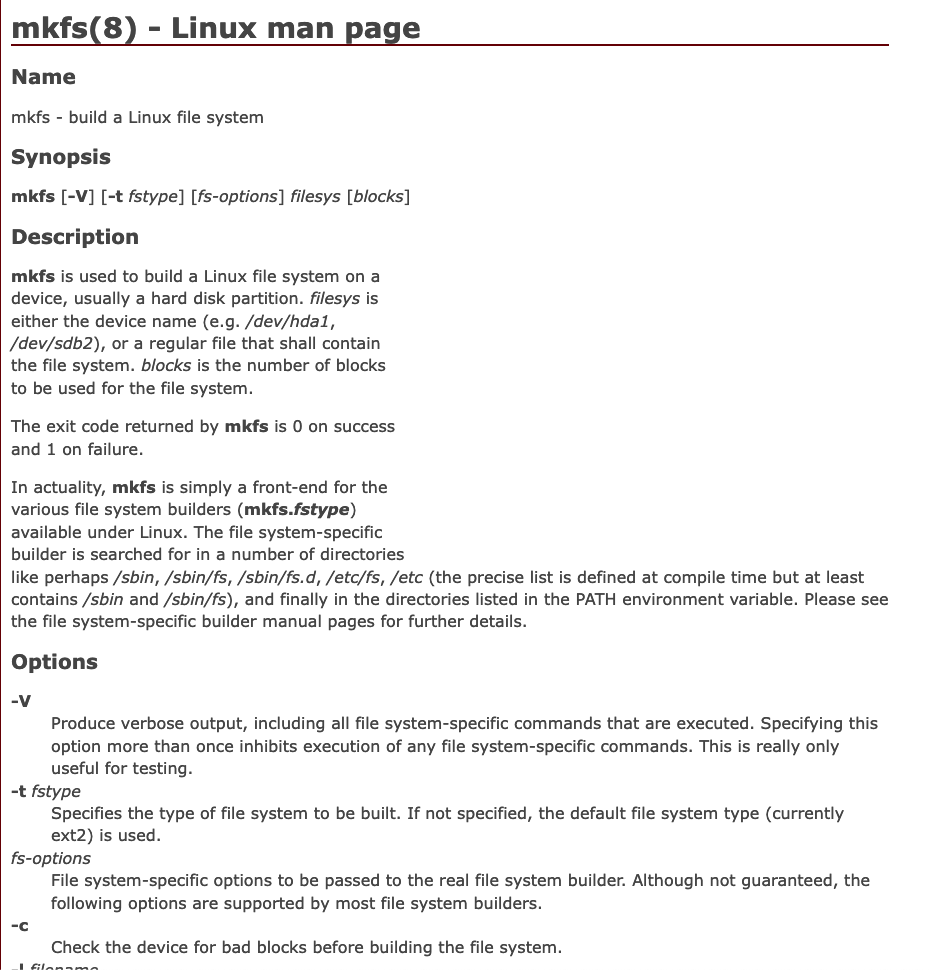 mkfs(8) - Linux man page
Name
mkfs - build a Linux file system
Synopsis
mkfs [-V] [-t fstype] [fs-options] filesys [blocks]
Description
mkfs is used to build a Linux file system on a
device, usually a hard disk partition. filesys is
either the device name (e.g. /dev/hda1,
/dev/sdb2), or a regular file that shall contain
the file system. blocks is the number of blocks
to be used for the file system.
The exit code returned by mkfs is 0 on success
and 1 on failure.
In actuality, mkfs is simply a front-end for the
various file system builders (mkfs.fstype)
available under Linux. The file system-specific
builder is searched for in a number of directories
like perhaps /sbin, /sbin/fs, /sbin/fs.d, /etc/fs, /etc (the precise list is defined at compile time but at least
contains /sbin and /sbin/fs), and finally in the directories listed in the PATH environment variable. Please see
the file system-specific builder manual pages for further details.
Options
-V
Produce verbose output, including all file system-specific commands that are executed. Specifying this
option more than once inhibits execution of any file system-specific commands. This is really only
useful for testing.
-t fstype
Specifies the type of file system to be built. If not specified, the default file system type (currently
ext2) is used.
fs-options
File system-specific options to be passed to the real file system builder. Although not guaranteed, the
following options are supported by most file system builders.
-c
Check the device for bad blocks before building the file system.
-l filename